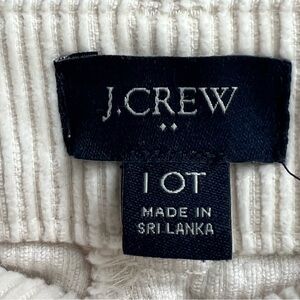 J.CREW
10T
MADE IN
SRI LANKA